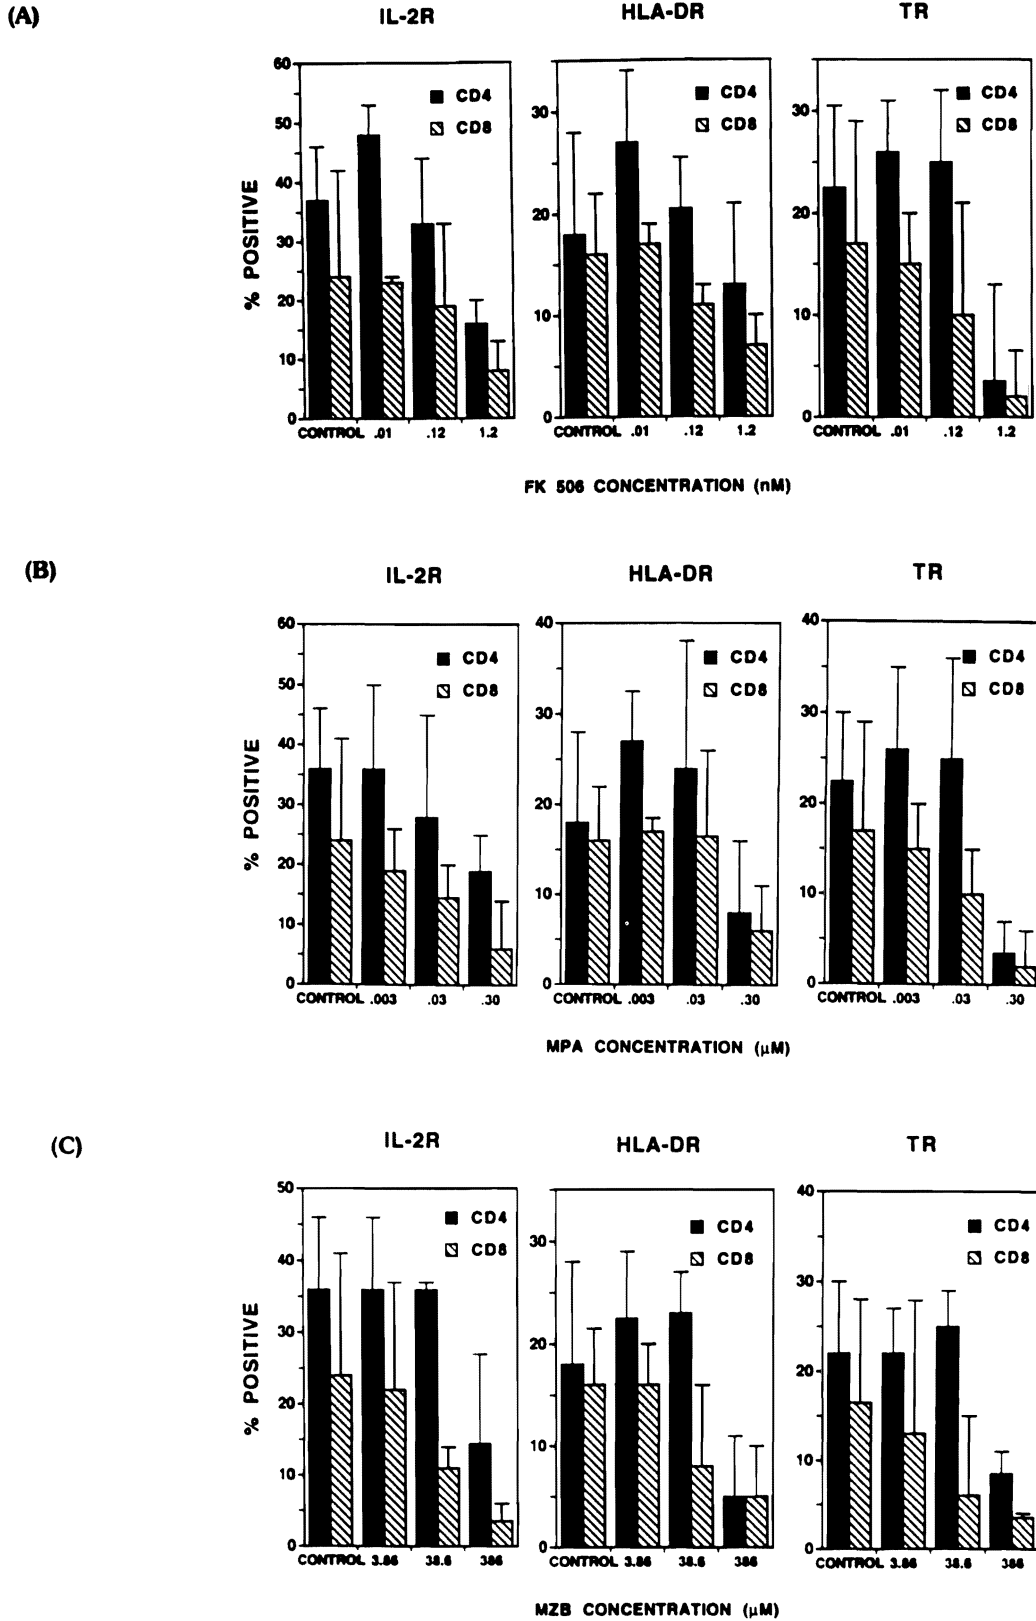 (A)
IL-2R HLA-DR TR
60
50
40
30
20
10
0
% POSITIVE
CD4
CD8
CONTROL .01 .12 1.2
30
20
10
0
CD4
CD8
CONTROL .01 .12 1.2
30
20
10
0
CD4
CD8
CONTROL .01 .12 1.2
FK 506 CONCENTRATION (nM)
(B)
IL-2R HLA-DR TR
60
50
40
30
20
10
0
% POSITIVE
CD4
CD8
CONTROL .003 .03 .30
40
30
20
10
0
CD4
CD8
CONTROL .003 .03 .30
40
30
20
10
0
CD4
CD8
CONTROL .003 .03 .30
MPA CONCENTRATION (μM)
(C)
IL-2R HLA-DR TR
50
40
30
20
10
0
% POSITIVE
CD4
CD8
CONTROL 3.86 38.6 386
30
20
10
0
CD4
CD8
CONTROL 3.86 38.6 386
40
30
20
10
0
CD4
CD8
CONTROL 3.86 38.6 386
MZB CONCENTRATION (μM)